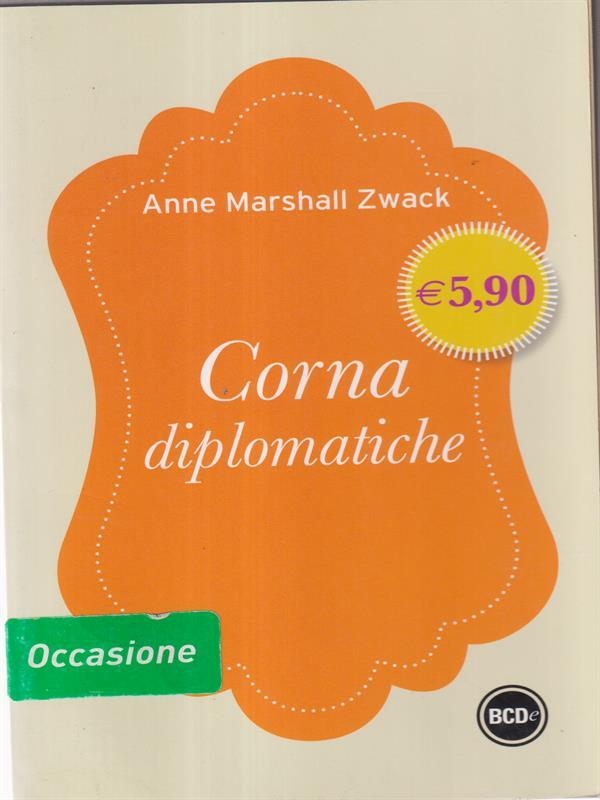 Anne Marshall Zwack
€5,90
Corna
diplomatiche
Occasione
BCDe